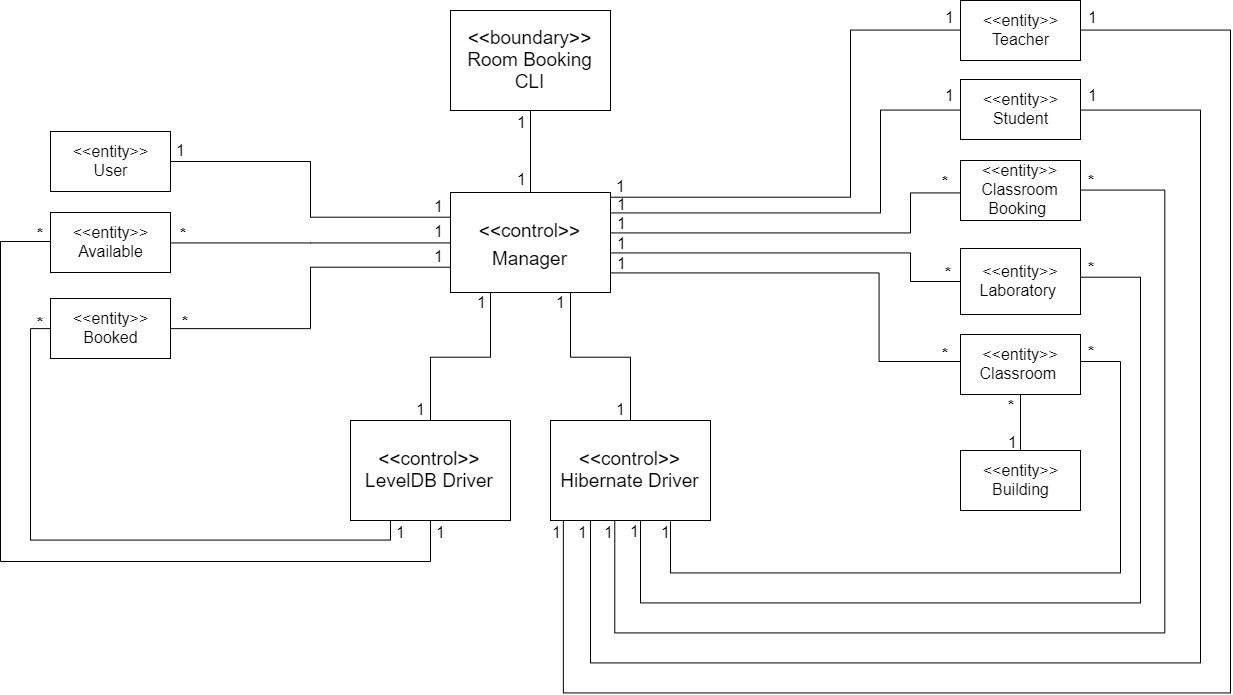 <<boundary>>
Room Booking
CLI
1
1
<<entity>>
User
1
1
*
<<entity>>
Available
*
1
*
<<entity>>
Booked
*
1
<<control>>
Manager
1
1
1
1
1
1
1
1
<<entity>>
Teacher
1
1
<<entity>>
Student
1
*
<<entity>>
Classroom
Booking
*
*
<<entity>>
Laboratory
*
*
<<entity>>
Classroom
*
*
1
<<entity>>
Building
1
<<control>>
LevelDB Driver
1
1
1
<<control>>
Hibernate Driver
1
1
1
1
1